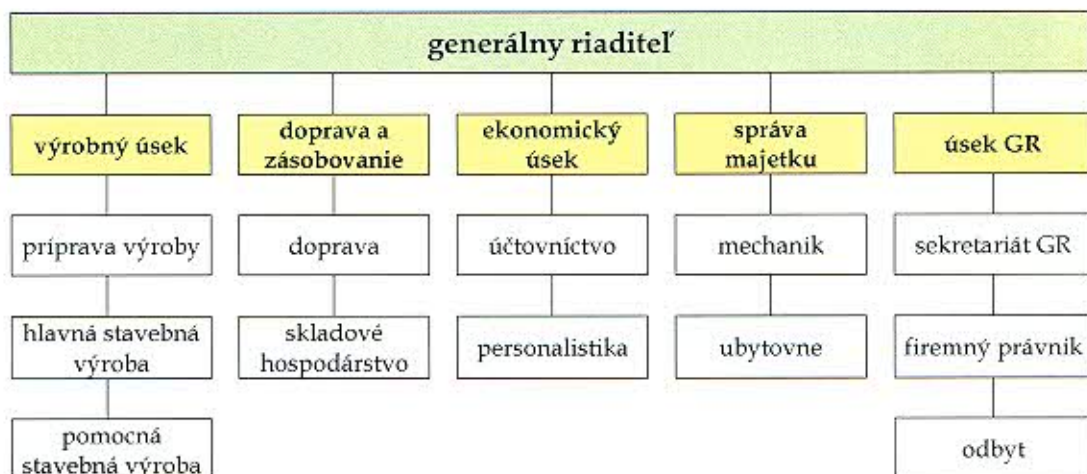 generálny riaditeľ
výrobný úsek
doprava a
zásobovanie
ekonomický
úsek
správa
majetku
úsek GR
príprava výroby
doprava
účtovníctvo
mechanik
sekretariát GR
hlavná stavebná
výroba
skladové
hospodárstvo
personalistika
ubytovne
firemný právnik
pomocná
stavebná výroba
odbyt